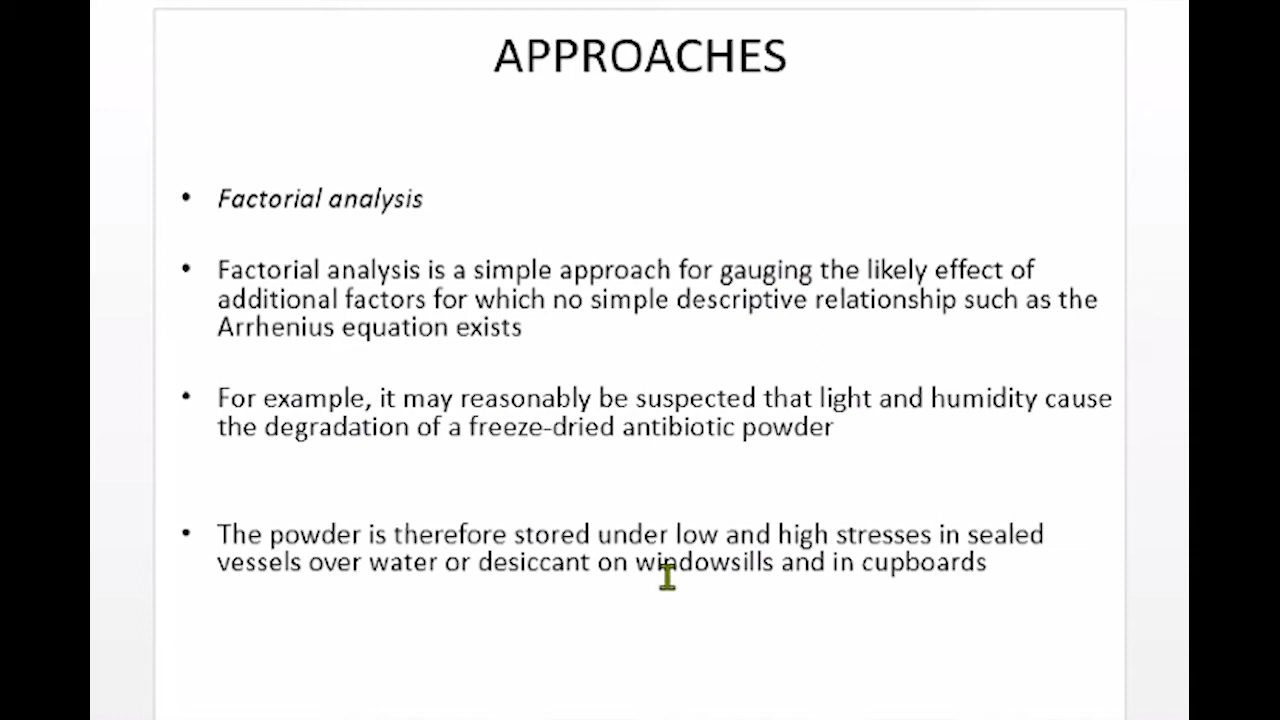 APPROACHES
• Factorial analysis
• Factorial analysis is a simple approach for gauging the likely effect of
additional factors for which no simple descriptive relationship such as the
Arrhenius equation exists
• For example, it may reasonably be suspected that light and humidity cause
the degradation of a freeze-dried antibiotic powder
• The powder is therefore stored under low and high stresses in sealed
vessels over water or desiccant on windowsills and in cupboards